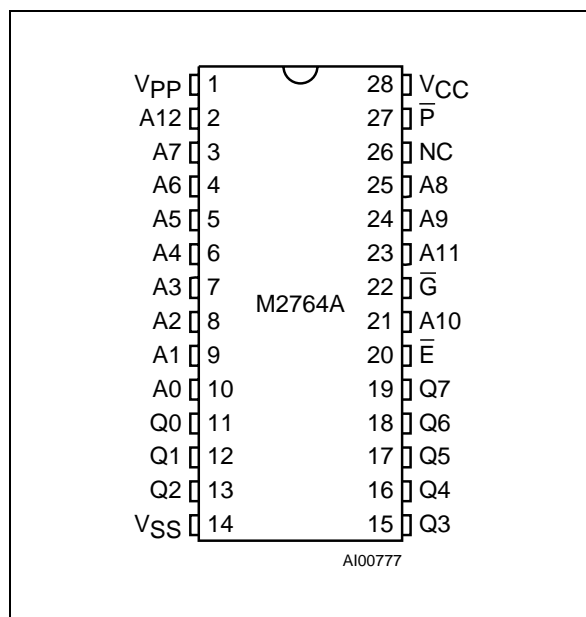 VPP 1 28 VCC
A12 2 27 P̅
A7 3 26 NC
A6 4 25 A8
A5 5 24 A9
A4 6 23 A11
A3 7 22 G̅
M2764A
A2 8 21 A10
A1 9 20 E̅
A0 10 19 Q7
Q0 11 18 Q6
Q1 12 17 Q5
Q2 13 16 Q4
VSS 14 15 Q3
AI00777